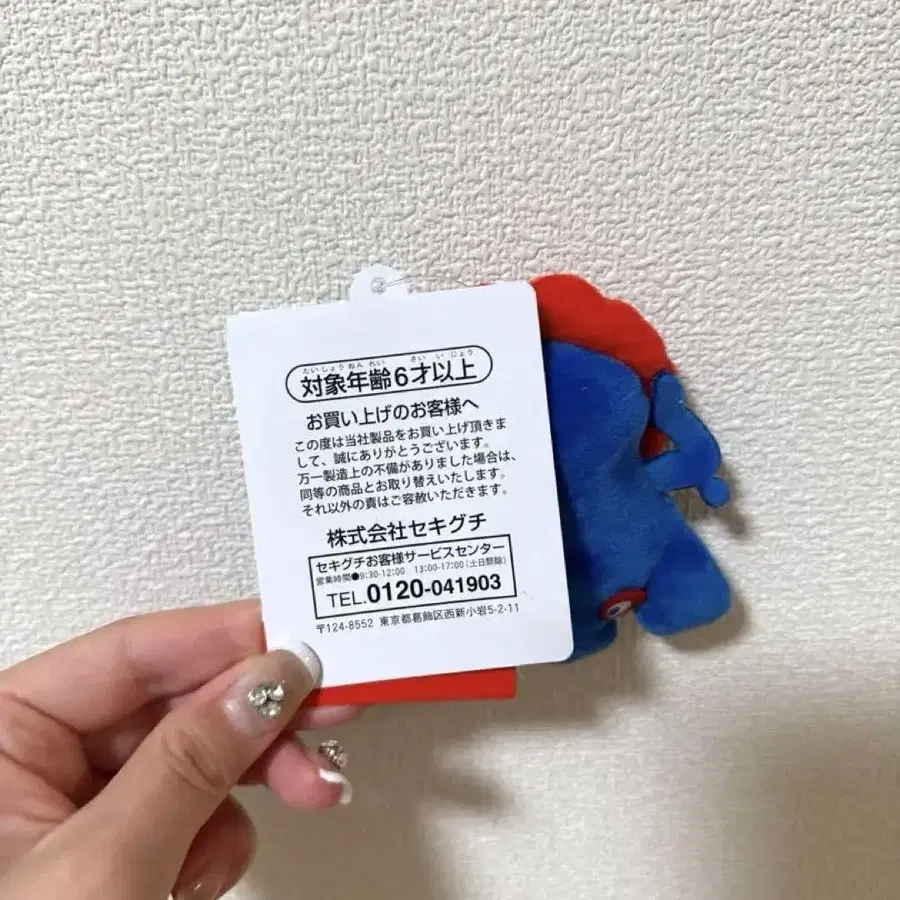 たいしょうねんれい さいいじょう
対象年齢6才以上
お買い上げのお客様へ
この度は当社製品をお買い上げ頂きま
して、誠にありがとうございます。
万一製造上の不備がありました場合は、
同等の商品とお取り替えいたします。
それ以外の責はご容赦いただきます。
株式会社セキグチ
セキグチお客様サービスセンター
営業時間●9:30-12:00 13:00-17:00(土日祭除)
TEL.0120-041903
〒124-8552 東京都葛飾区西新小岩5-2-11